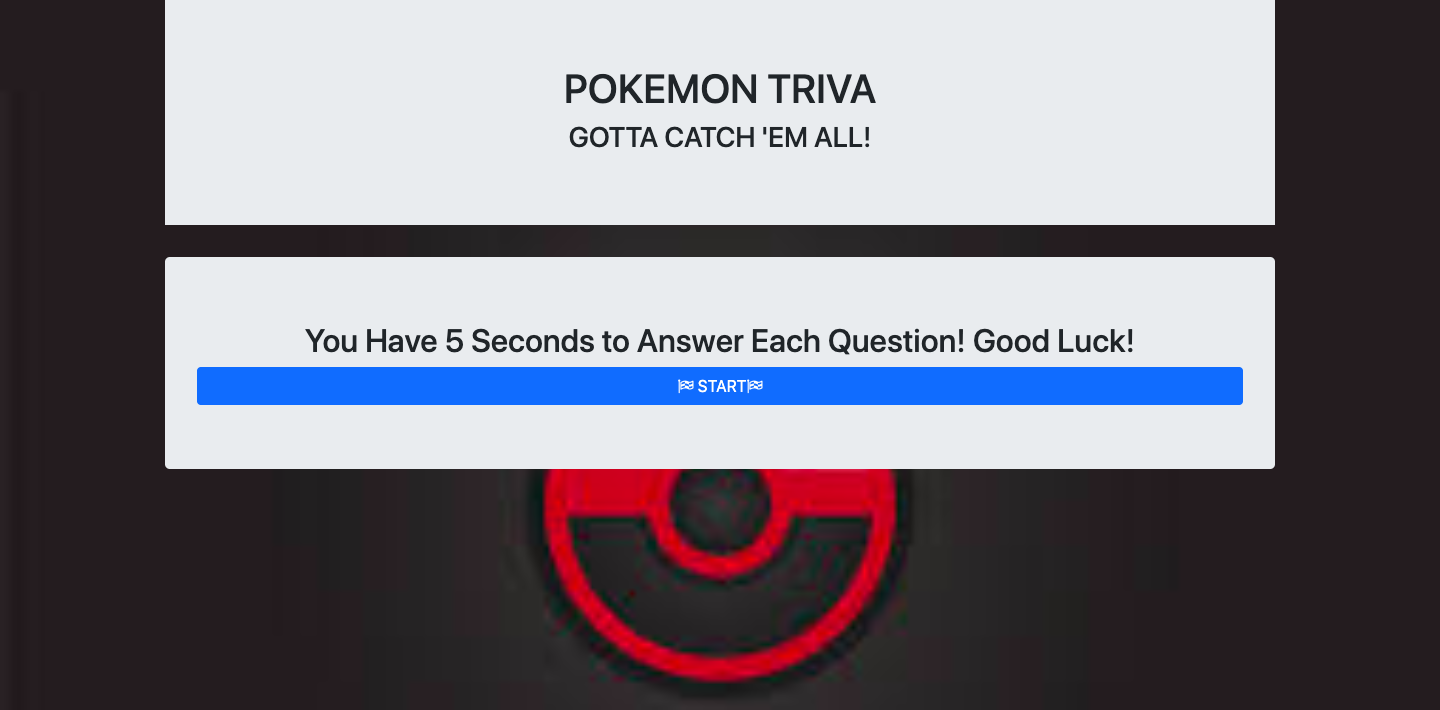 POKEMON TRIVA
GOTTA CATCH 'EM ALL!
You Have 5 Seconds to Answer Each Question! Good Luck!
START